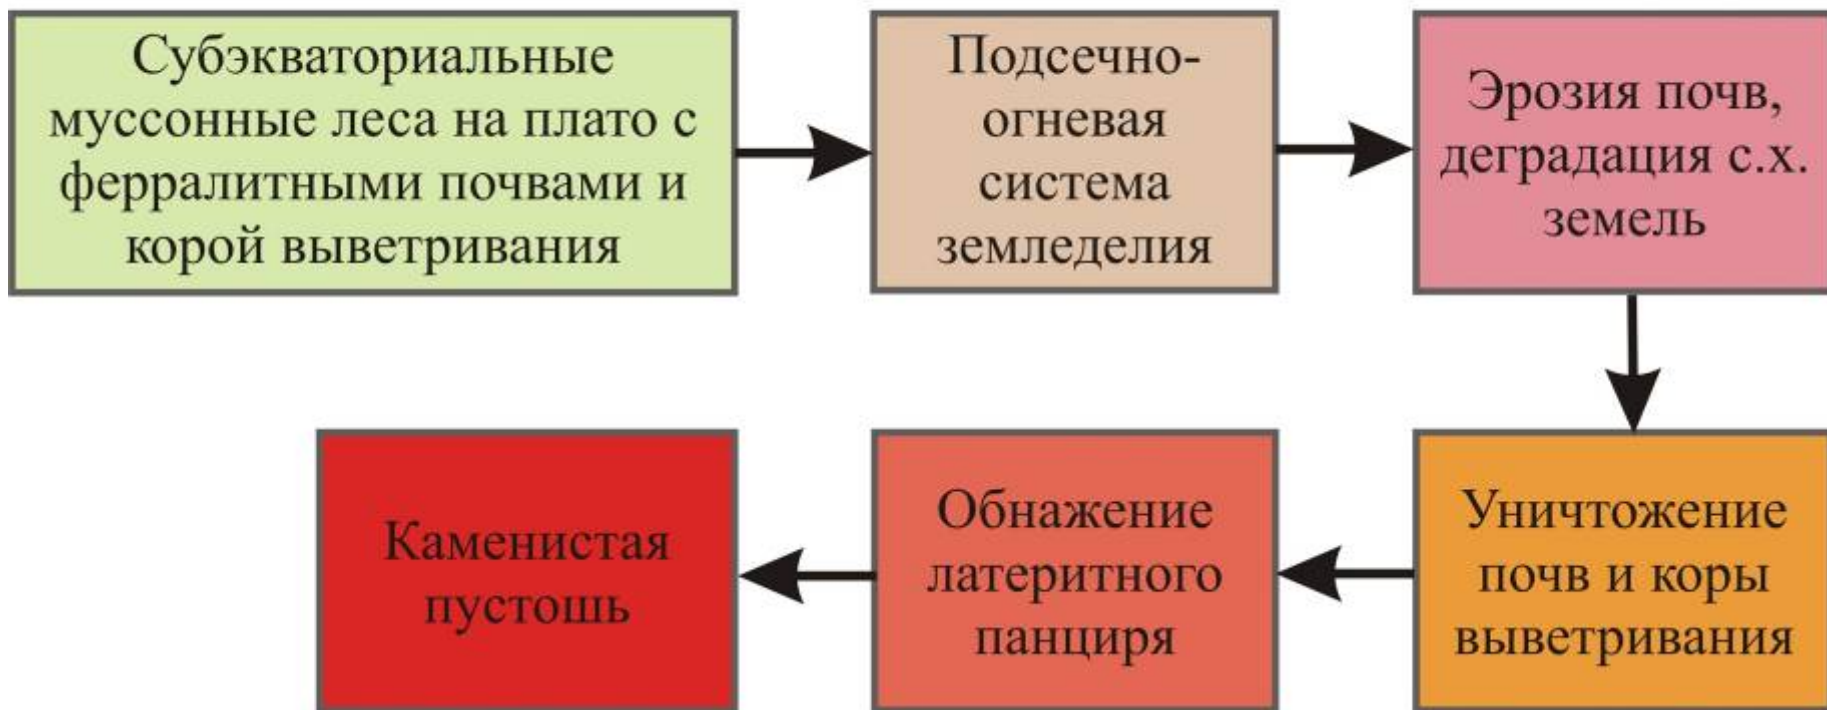 Субэкваториальные
муссонные леса на плато с
ферралитными почвами и
корой выветривания
Подсечно-
огневая
система
земледелия
Эрозия почв,
деградация с.х.
земель
Уничтожение
почв и коры
выветривания
Обнажение
латеритного
панциря
Каменистая
пустошь